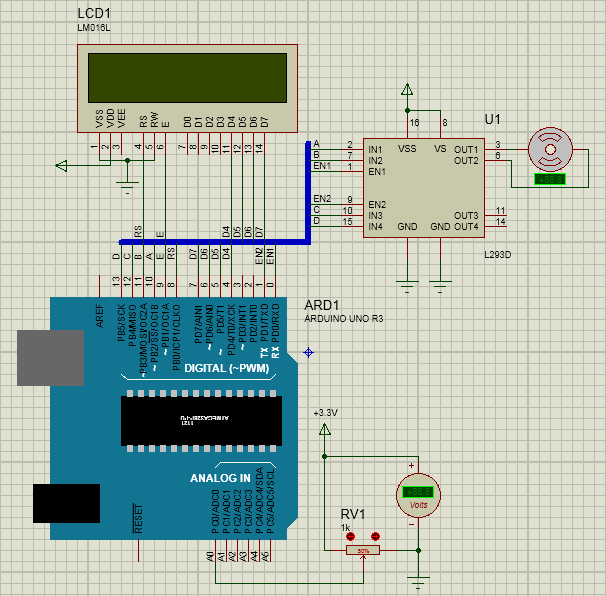 LCD1
LM016L
VSS
VDD
VEE
RS
RW
E
D0
D1
D2
D3
D4
D5
D6
D7
1
2
3
4
5
6
7
8
9
10
11
12
13
14
RS
E
D4
D5
D6
D7
A
B
EN1
EN2
C
D
2
7
1
9
10
15
U1
16
8
VSS
VS
IN1
IN2
EN1
EN2
IN3
IN4
OUT1
OUT2
OUT3
OUT4
GND
GND
3
6
11
14
L293D
D
C
B
A
E
RS
D7
D6
D5
D4
EN2
EN1
13
12
11
10
9
8
7
6
5
4
3
2
1
0
ARD1
ARDUINO UNO R3
AREF
PB5/SCK
PB4/MISO
~PB3/MOSI/OC2A
~PB2/SS/OC1B
~PB1/OC1A
PB0/ICP1/CLKO
PD7/AIN1
~PD6/AIN0
~PD5/T1
PD4/T0/XCK
~PD3/INT1
PD2/INT0
TX PD1/TXD
RX PD0/RXD
DIGITAL (~PWM)
1121
ANALOG IN
RESET
PC0/ADC0
PC1/ADC1
PC2/ADC2
PC3/ADC3
PC4/ADC4/SDA
PC5/ADC5/SCL
A0
A1
A2
A3
A4
A5
+3.3V
RV1
1k
50%
+
Volts
-